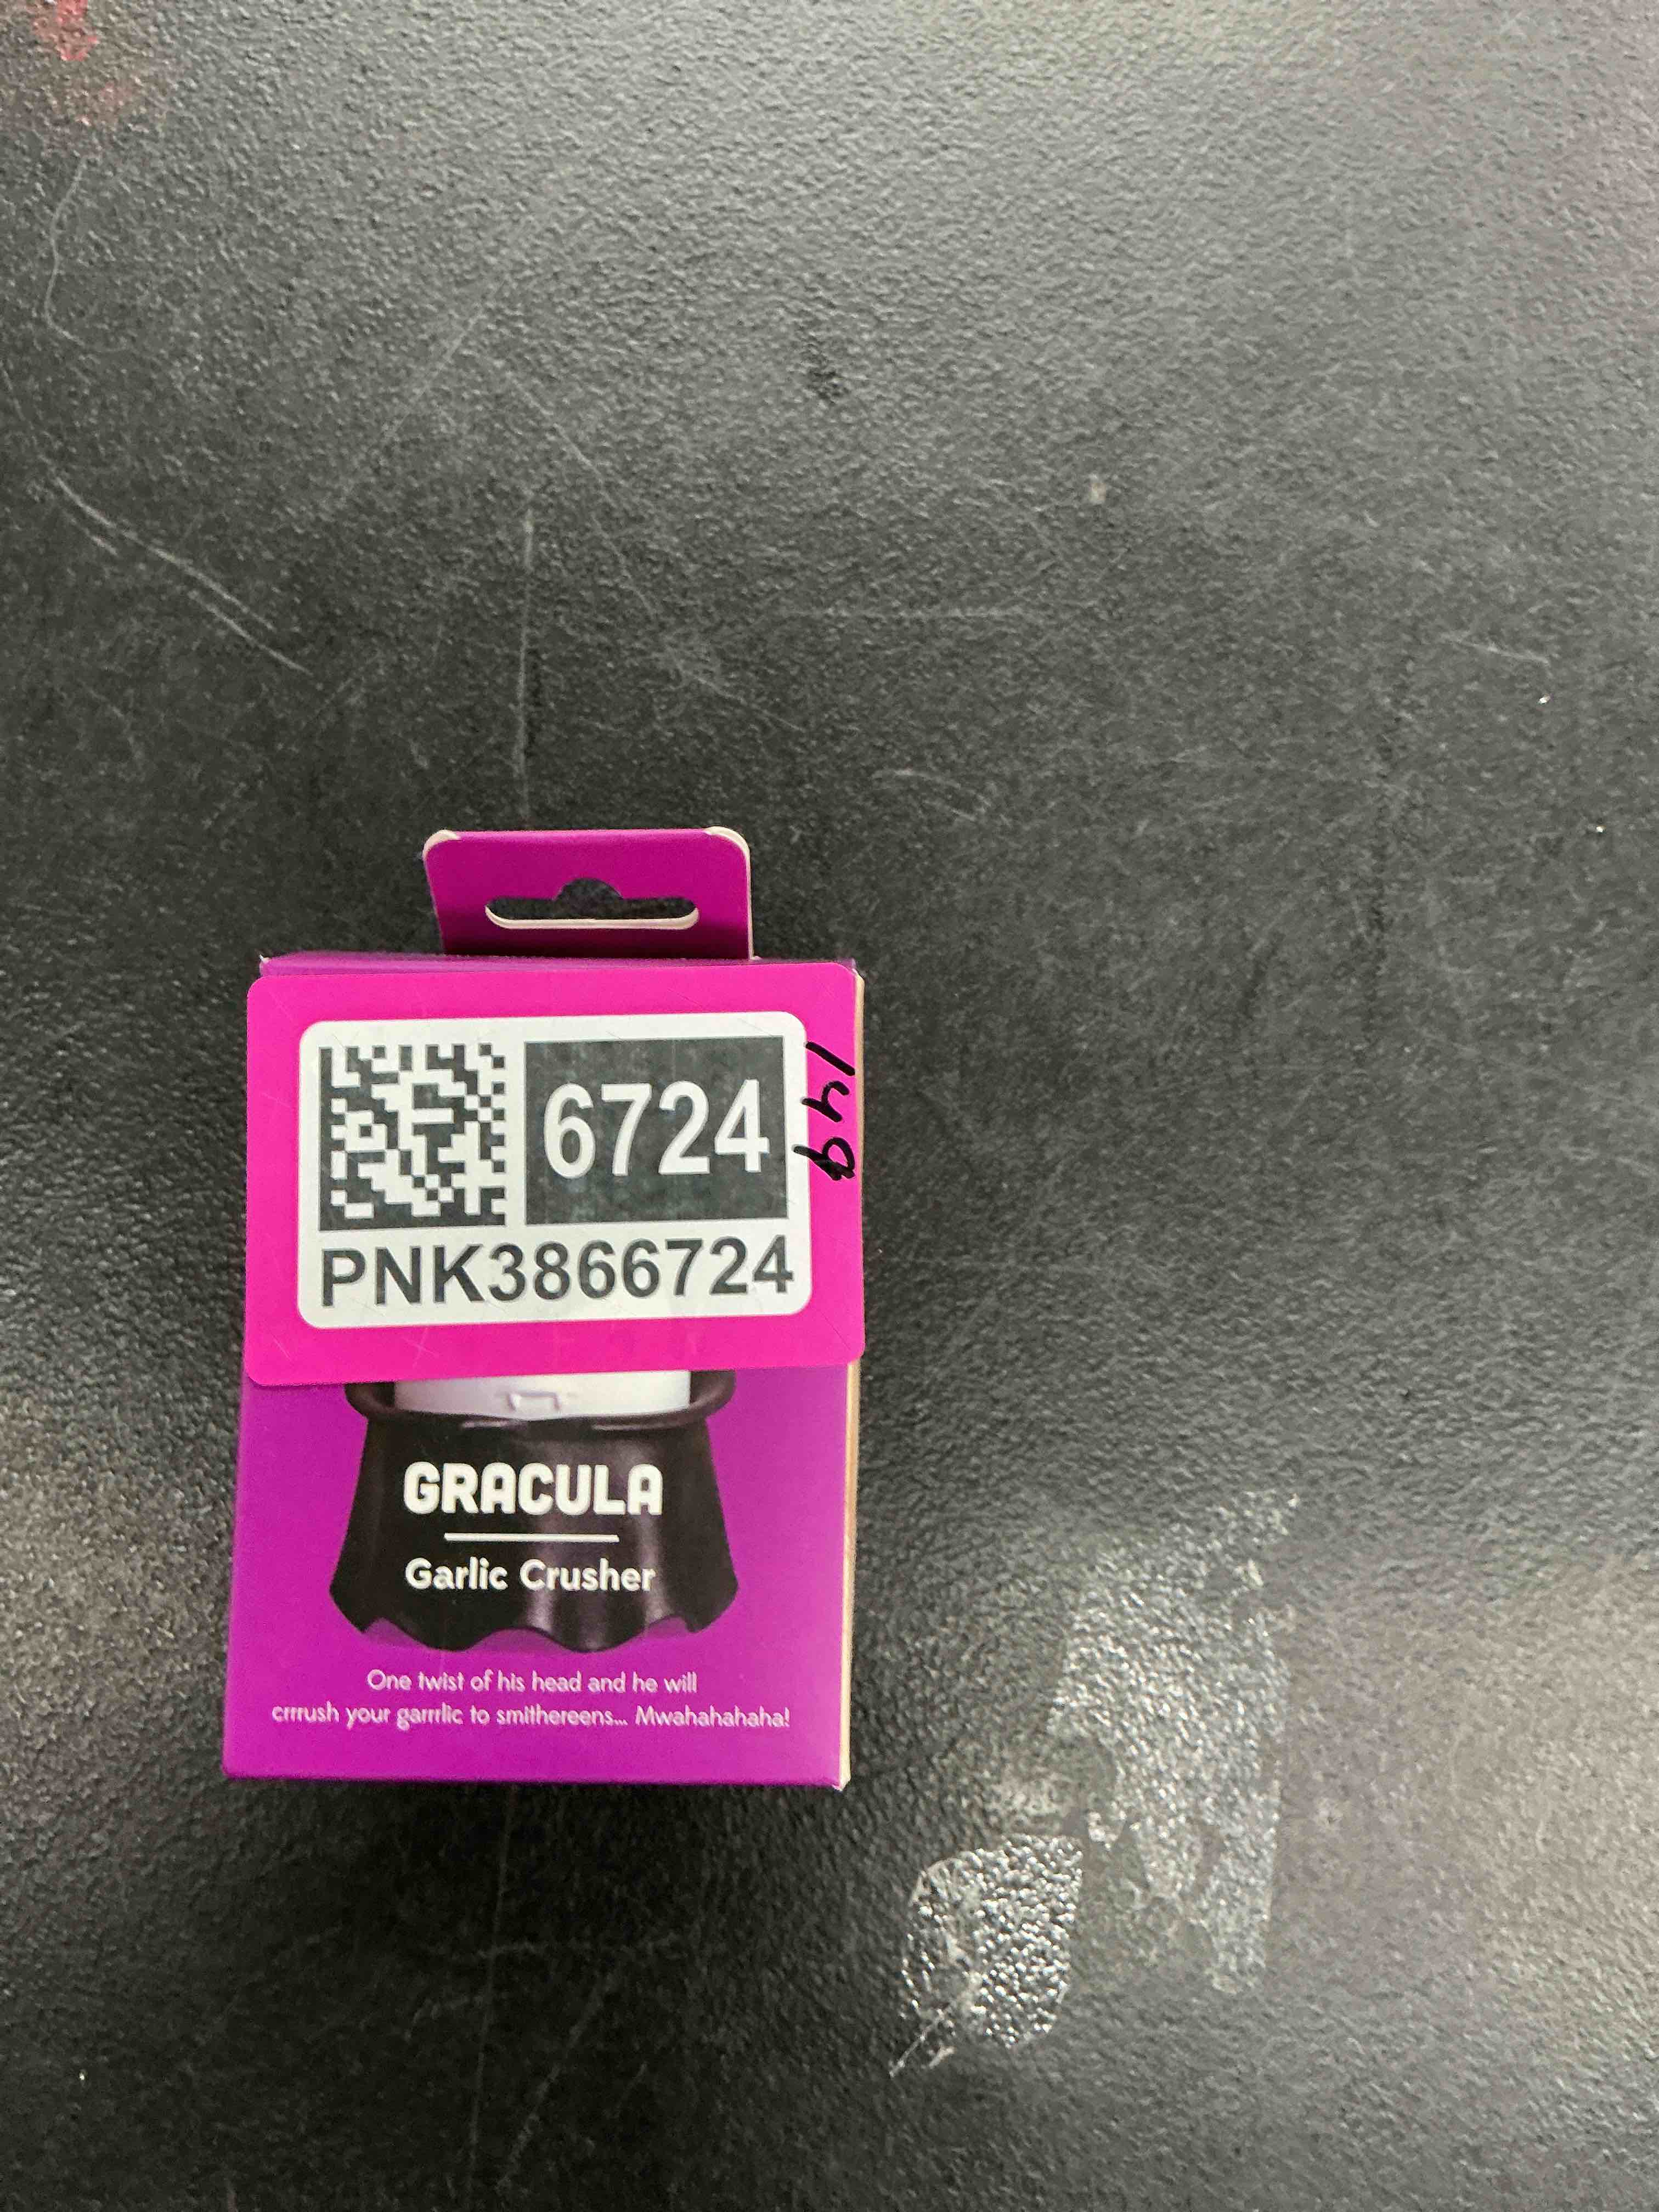 6724
PNK3866724
149
GRACULA
Garlic Crusher
One twist of his head and he will
crrrush your garrrlic to smithereens... Mwahahahaha!